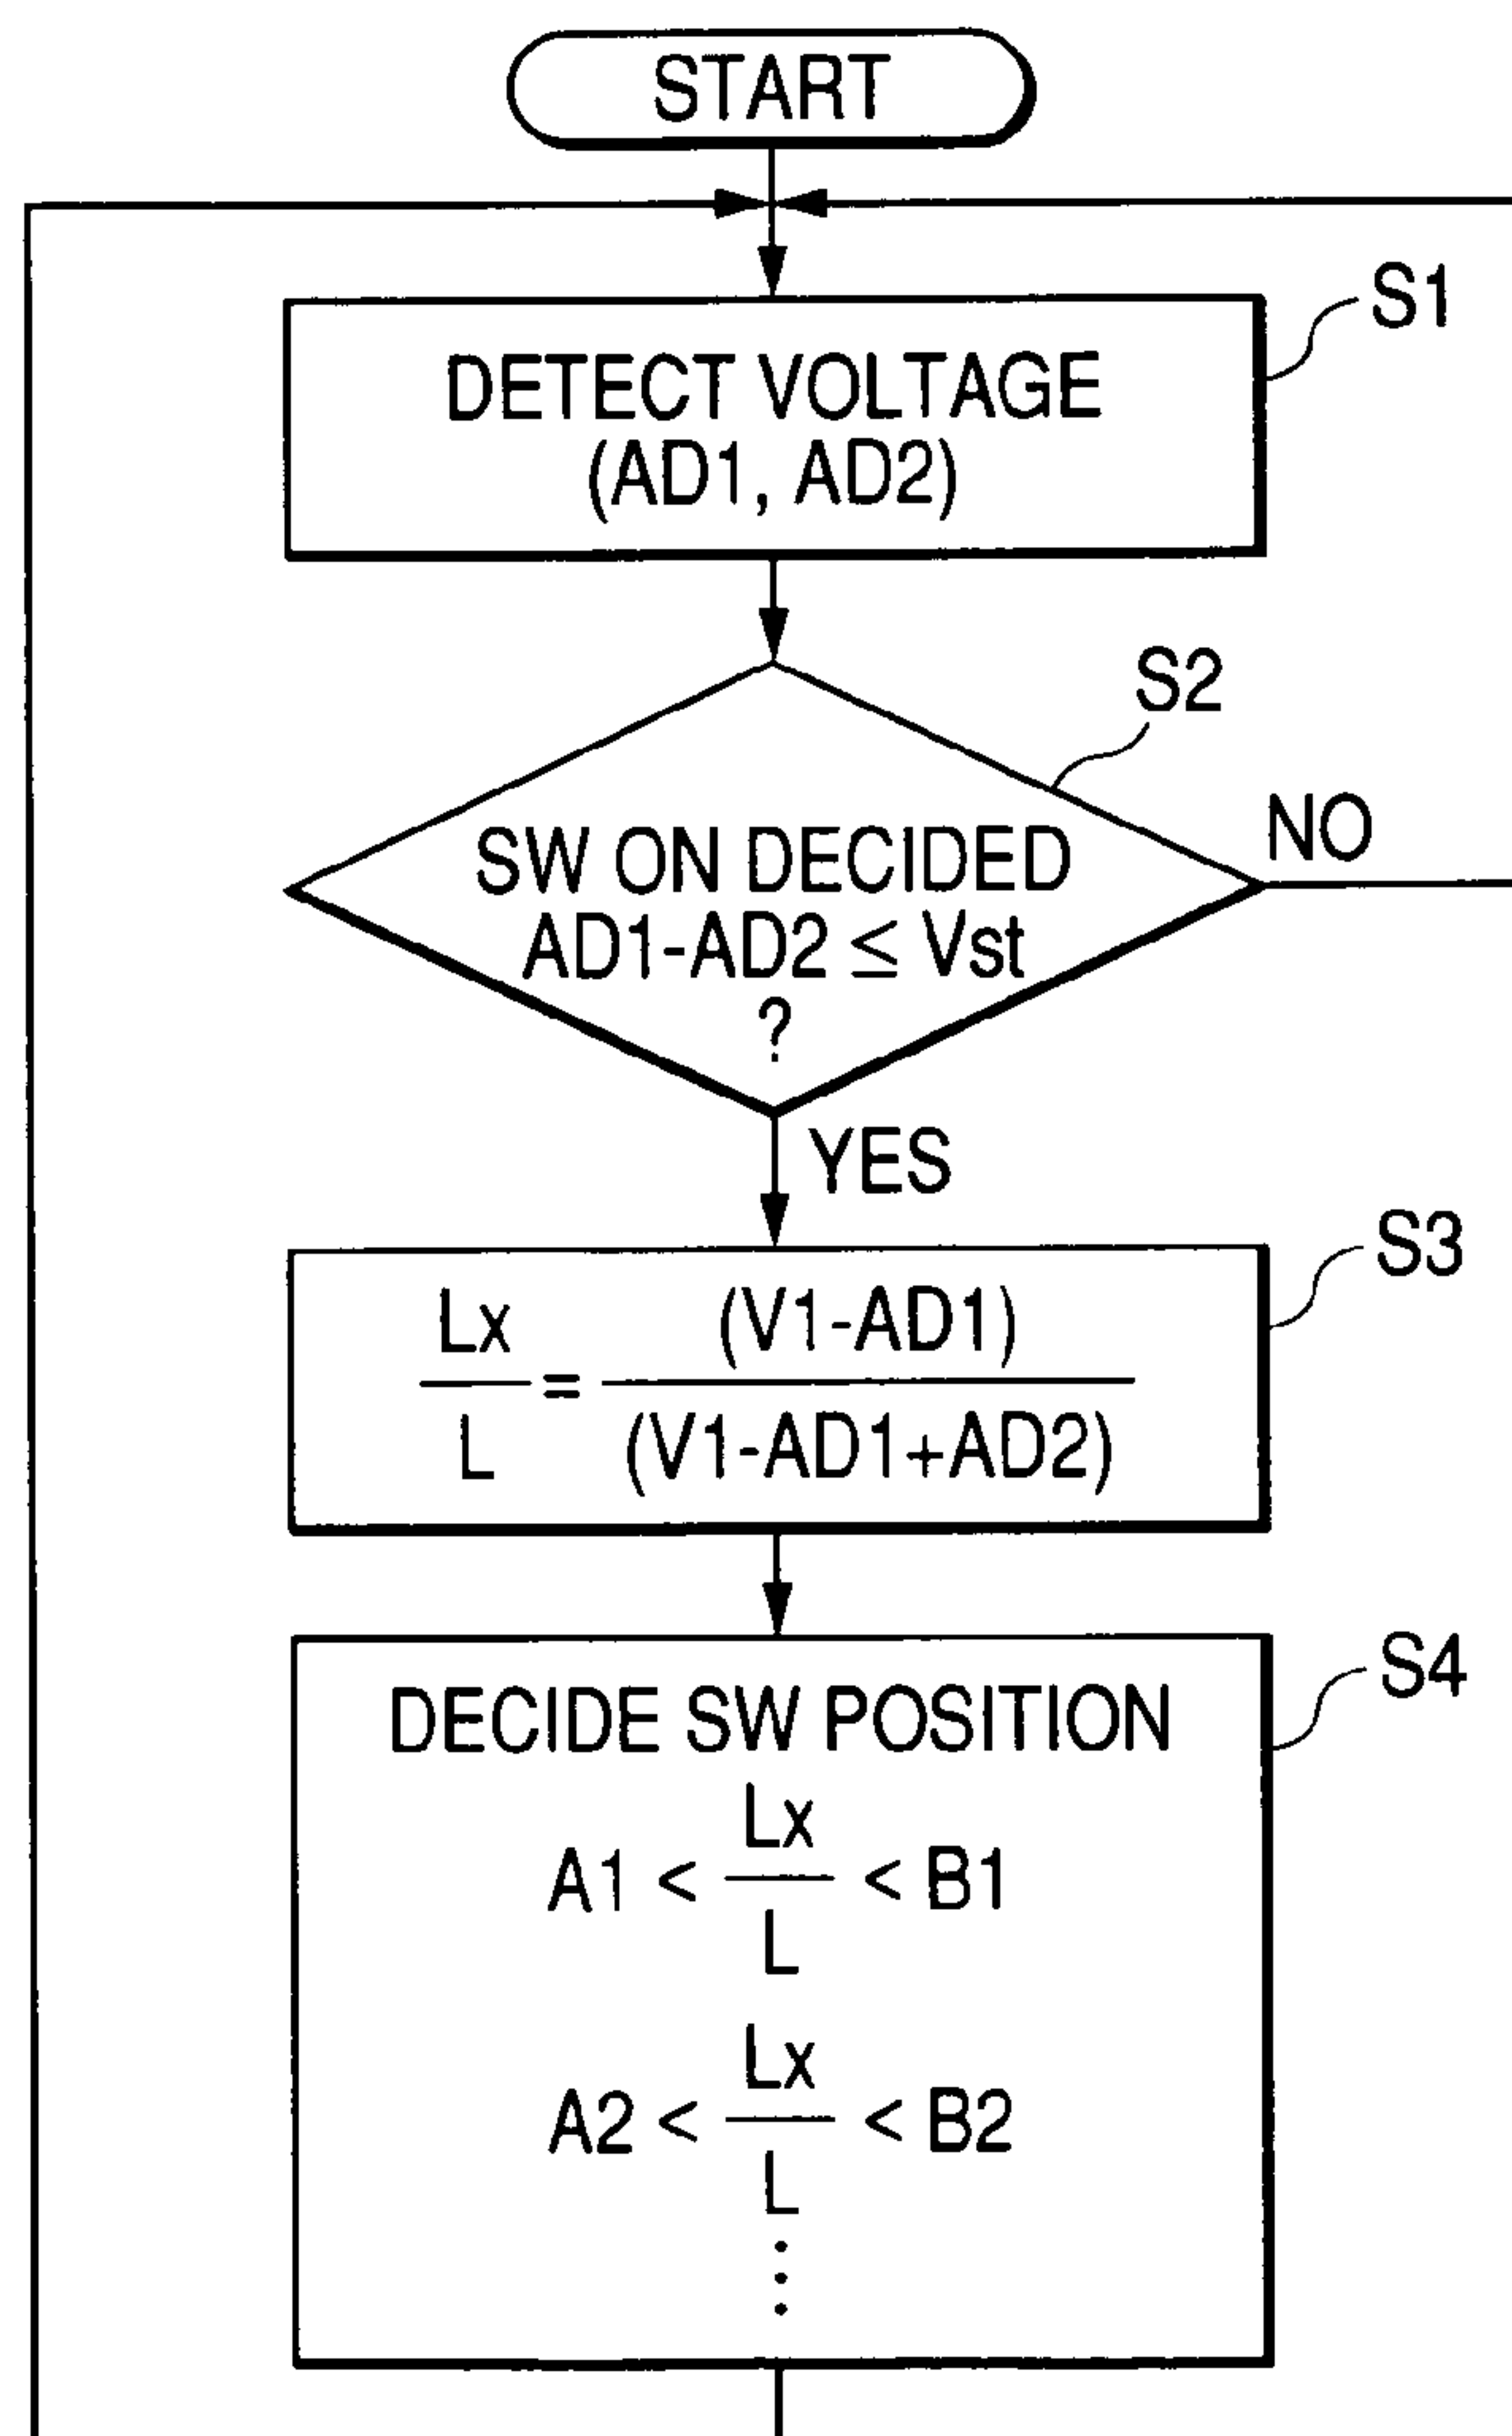 START
S1
DETECT VOLTAGE
(AD1, AD2)
S2
SW ON DECIDED
AD1-AD2 ≤ Vst
?
NO
YES
S3
Lx
L
=
(V1-AD1)
(V1-AD1+AD2)
S4
DECIDE SW POSITION
A1 < Lx/L < B1
A2 < Lx/L < B2
⋮